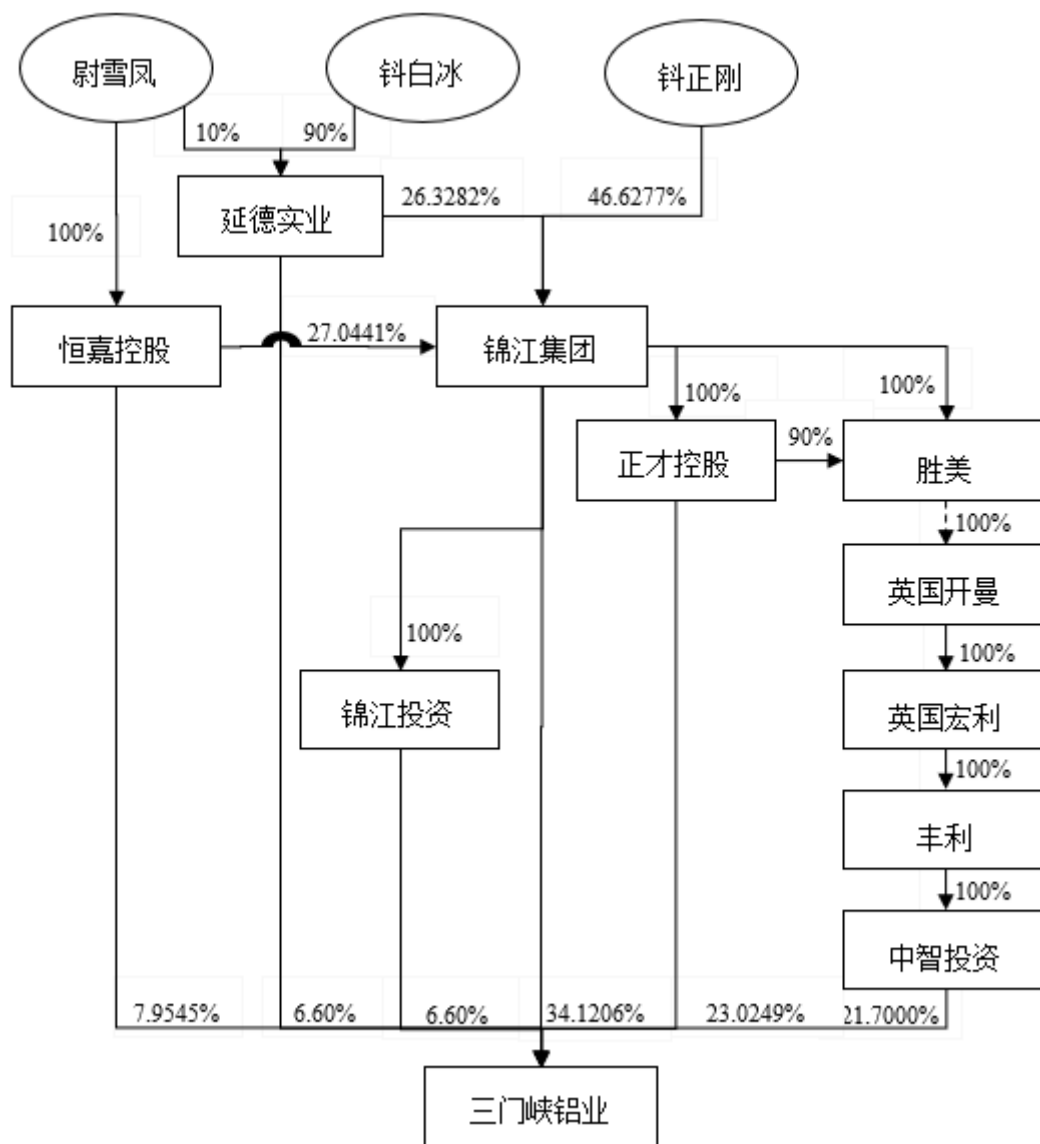 尉雪凤
钭白冰
钭正刚
10%
90%
延德实业
26.3282%
46.6277%
100%
恒嘉控股
27.0441%
锦江集团
100%
100%
正才控股
90%
胜美
100%
英国开曼
100%
锦江投资
100%
英国宏利
100%
丰利
100%
中智投资
7.9545%
6.60%
6.60%
34.1206%
23.0249%
21.7000%
三门峡铝业